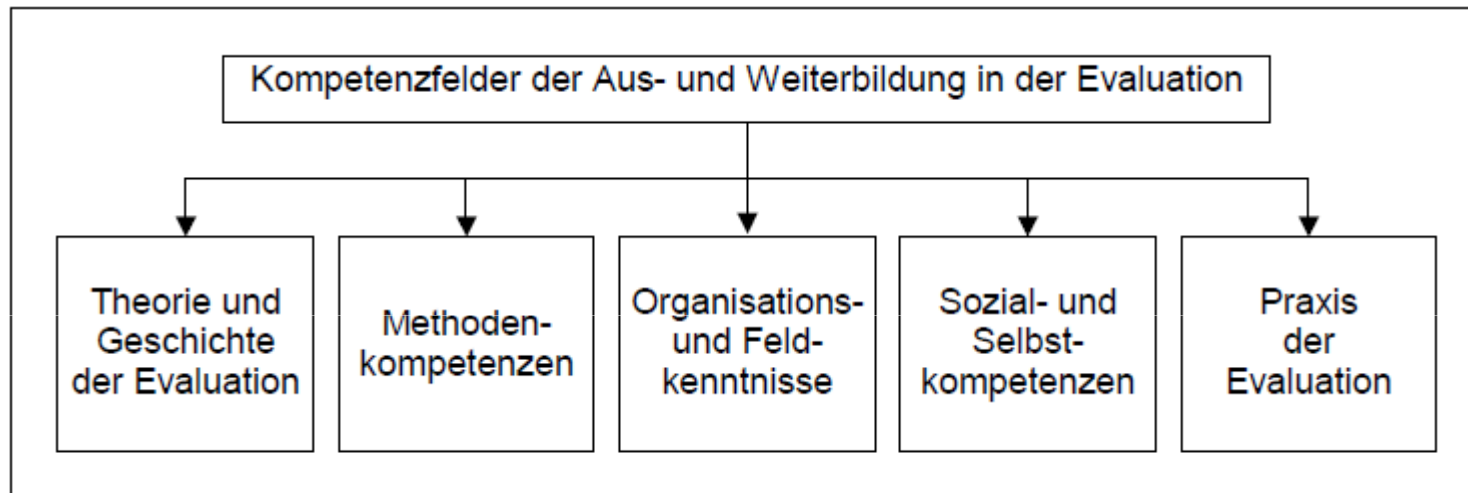 Kompetenzfelder der Aus- und Weiterbildung in der Evaluation
Theorie und
Geschichte
der Evaluation
Methoden-
kompetenzen
Organisations-
und Feld-
kenntnisse
Sozial- und
Selbst-
kompetenzen
Praxis
der
Evaluation